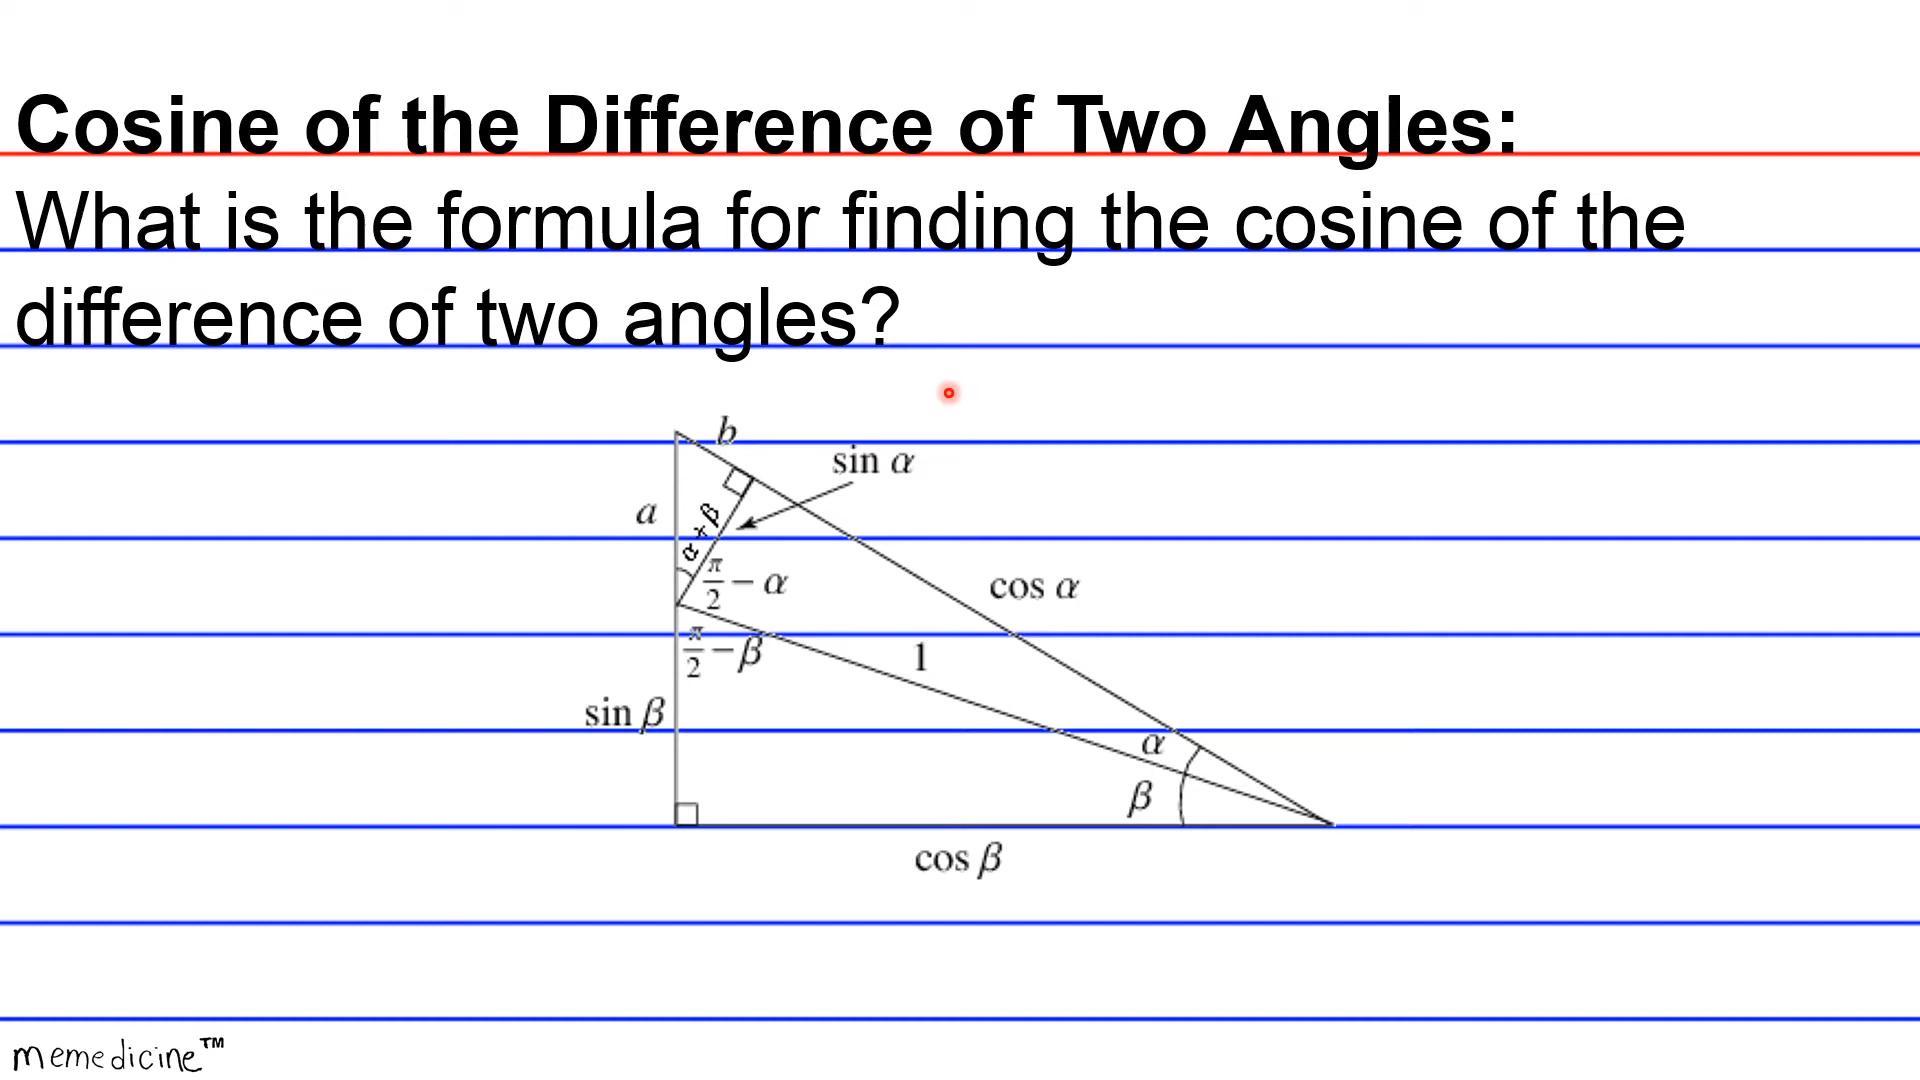 Cosine of the Difference of Two Angles:
What is the formula for finding the cosine of the
difference of two angles?
b
sin α
a
α + β
π/2 − α
cos α
π/2 − β
1
sin β
α
β
cos β
memedicine™